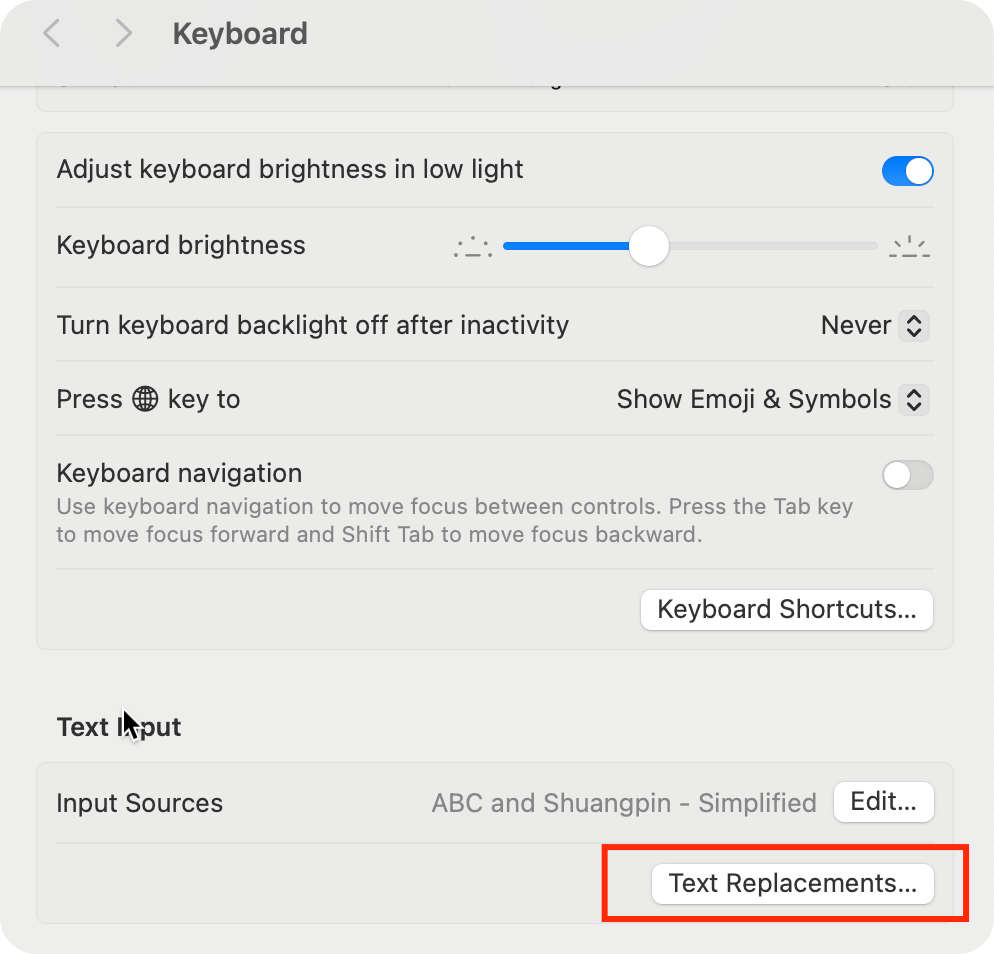 Keyboard
Adjust keyboard brightness in low light
Keyboard brightness
Turn keyboard backlight off after inactivity Never
Press key to Show Emoji & Symbols
Keyboard navigation
Use keyboard navigation to move focus between controls. Press the Tab key
to move focus forward and Shift Tab to move focus backward.
Keyboard Shortcuts...
Text Input
Input Sources ABC and Shuangpin - Simplified Edit...
Text Replacements...